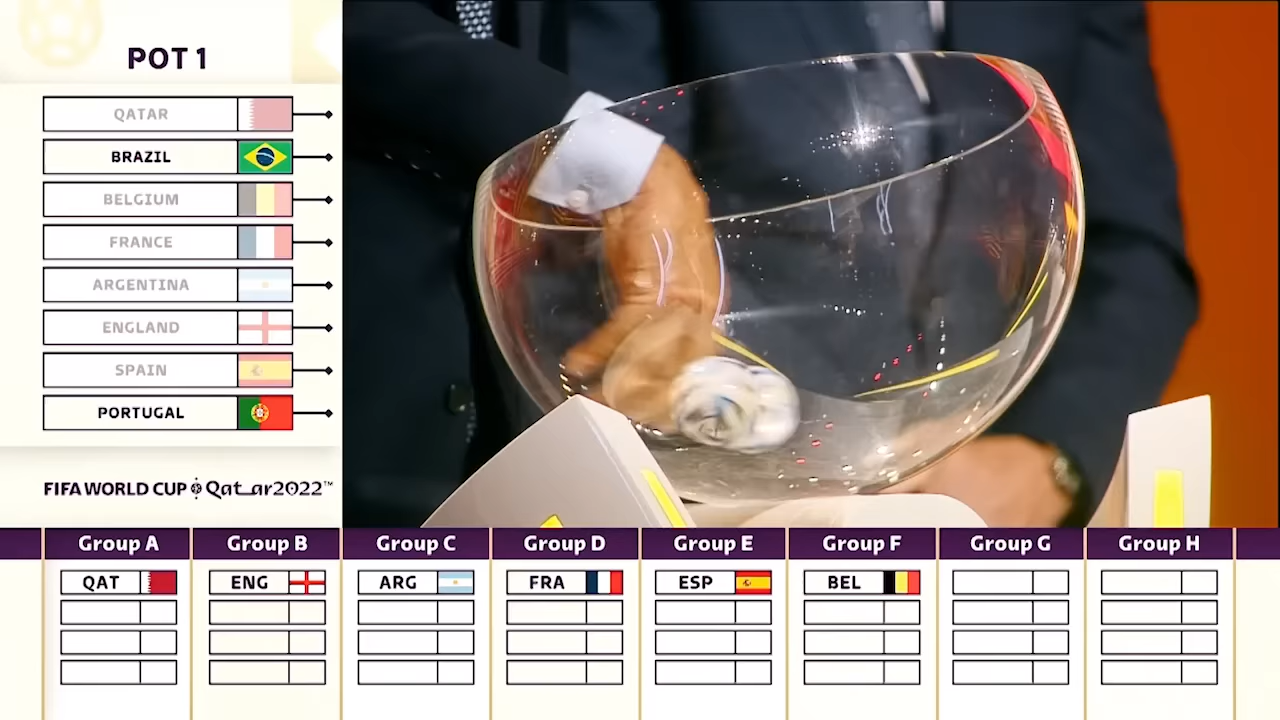 POT 1
QATAR
BRAZIL
BELGIUM
FRANCE
ARGENTINA
ENGLAND
SPAIN
PORTUGAL
FIFA WORLD CUP Qatar2022™
Group A
Group B
Group C
Group D
Group E
Group F
Group G
Group H
QAT
ENG
ARG
FRA
ESP
BEL